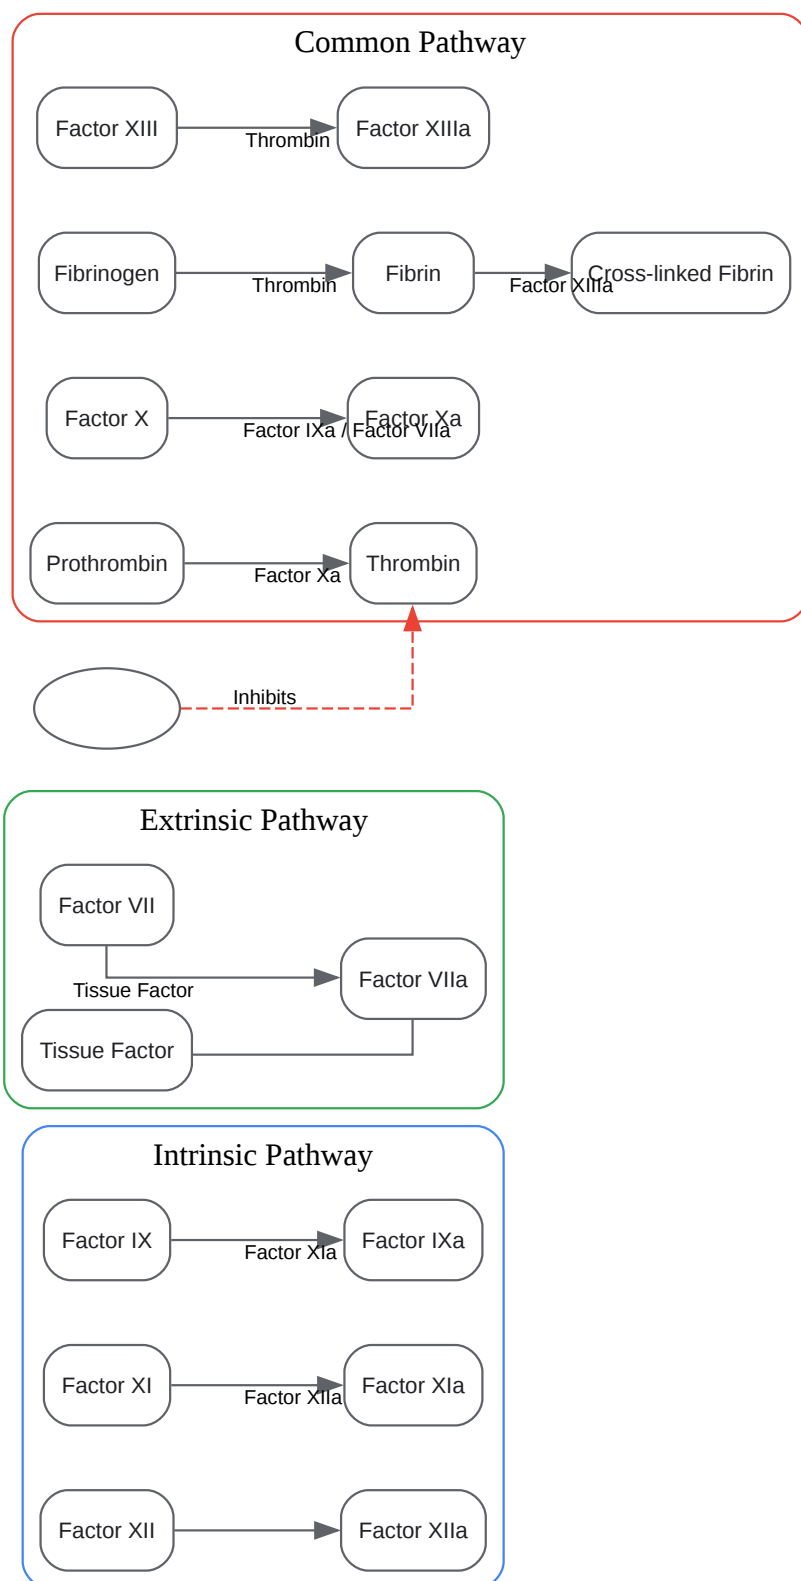 Common Pathway
Factor XIII
Thrombin
Factor XIIIa
Fibrinogen
Thrombin
Fibrin
Factor XIIIa
Cross-linked Fibrin
Factor X
Factor IXa / Factor VIIa
Factor Xa
Prothrombin
Factor Xa
Thrombin
Inhibits
Extrinsic Pathway
Factor VII
Tissue Factor
Factor VIIa
Tissue Factor
Intrinsic Pathway
Factor IX
Factor XIa
Factor IXa
Factor XI
Factor XIIa
Factor XIa
Factor XII
Factor XIIa